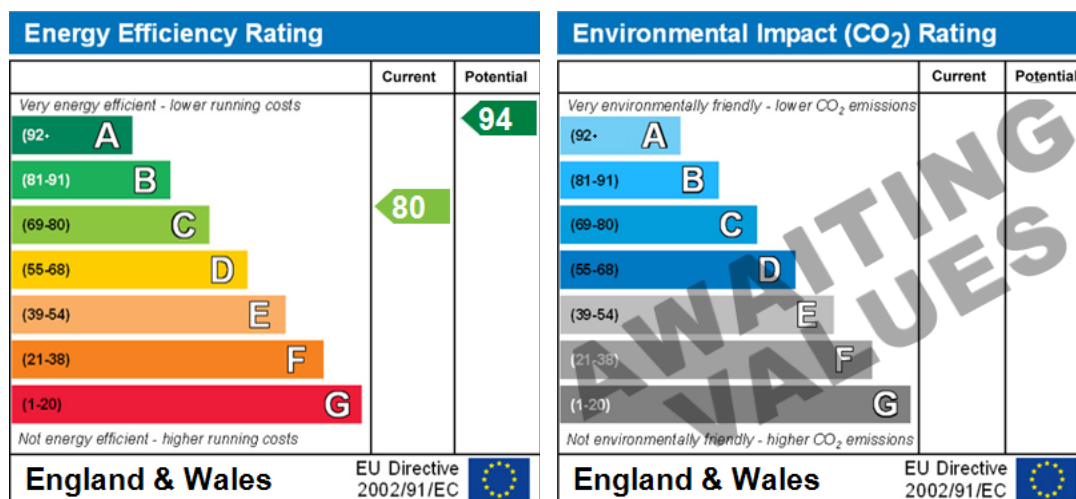 Energy Efficiency Rating
Current Potential
Very energy efficient - lower running costs
(92+ A
94
(81-91) B
80
(69-80) C
(55-68) D
(39-54) E
(21-38) F
(1-20) G
Not energy efficient - higher running costs
England & Wales
EU Directive
2002/91/EC
Environmental Impact (CO₂) Rating
Current Potential
Very environmentally friendly - lower CO₂ emissions
(92+ A
(81-91) B
(69-80) C
(55-68) D
(39-54) E
(21-38) F
(1-20) G
AWAITING
VALUES
Not environmentally friendly - higher CO₂ emissions
England & Wales
EU Directive
2002/91/EC